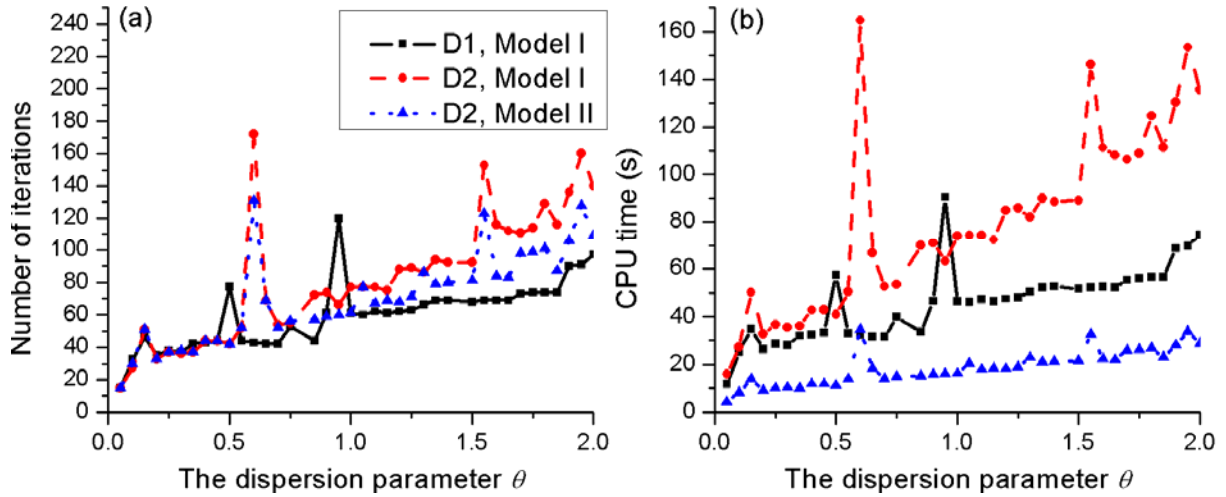 (a)
D1, Model I
D2, Model I
D2, Model II
Number of iterations
240
220
200
180
160
140
120
100
80
60
40
20
0
0.0 0.5 1.0 1.5 2.0
The dispersion parameter θ
(b)
CPU time (s)
160
140
120
100
80
60
40
20
0
0.0 0.5 1.0 1.5 2.0
The dispersion parameter θ